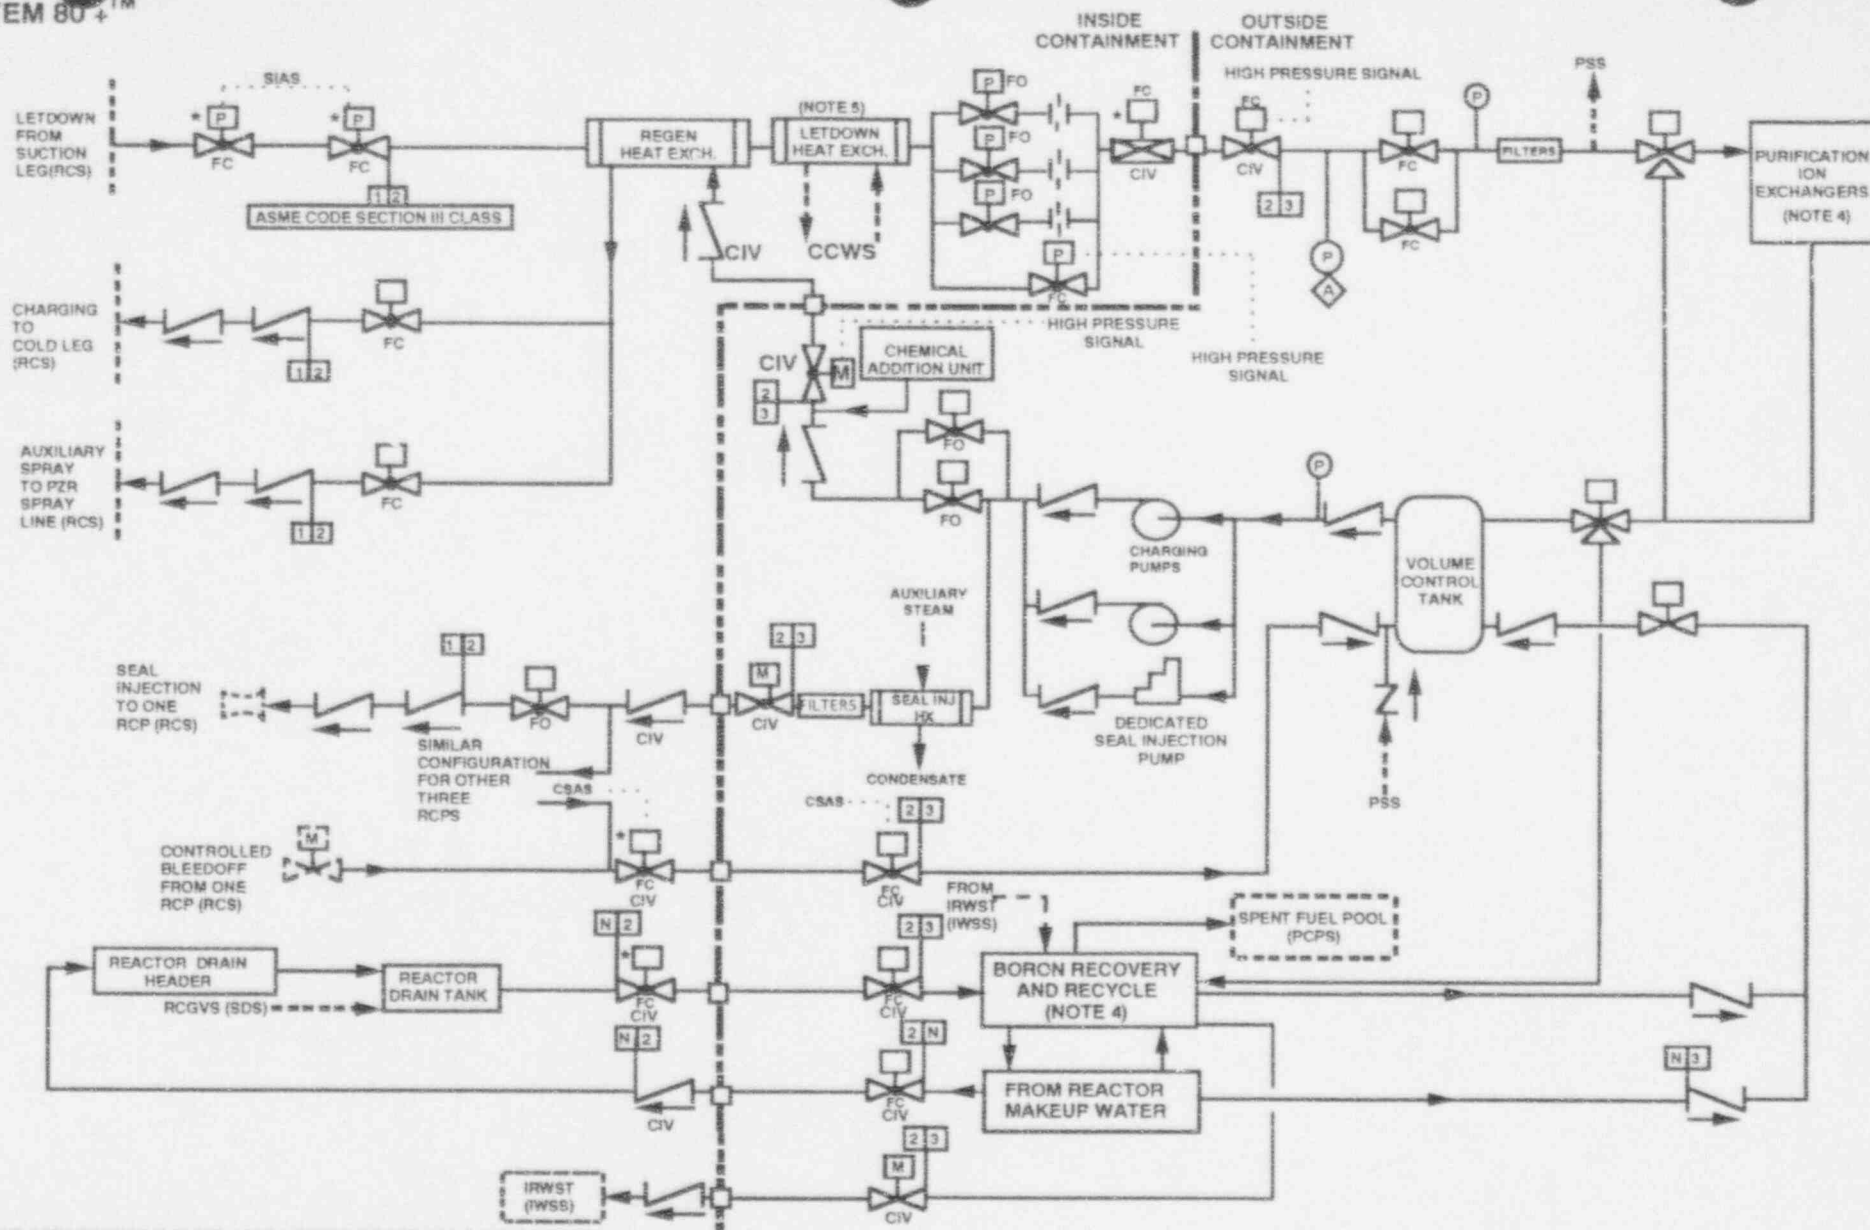 TEM 80+™
INSIDE
CONTAINMENT
OUTSIDE
CONTAINMENT
SIAS
HIGH PRESSURE SIGNAL
PSS
LETDOWN
FROM
SUCTION
LEG(RCS)
* P
FC
* P
FC
1 2
ASME CODE SECTION III CLASS
REGEN
HEAT EXCH.
(NOTE 5)
LETDOWN
HEAT EXCH.
P FO
P FO
P FO
P
FC
FC
*
CIV
FC
CIV
2 3
P
A
FC
FC
P
FILTERS
PURIFICATION
ION
EXCHANGERS
(NOTE 4)
CIV
CCWS
CHARGING
TO
COLD LEG
(RCS)
FC
1 2
HIGH PRESSURE
SIGNAL
HIGH PRESSURE
SIGNAL
CIV
M
2
3
CHEMICAL
ADDITION UNIT
AUXILIARY
SPRAY
TO PZR
SPRAY
LINE (RCS)
FC
1 2
FO
FO
P
CHARGING
PUMPS
VOLUME
CONTROL
TANK
AUXILIARY
STEAM
SEAL
INJECTION
TO ONE
RCP (RCS)
1 2
FO
CIV
M
2 3
CIV
FILTERS
SEAL INJ
HX
DEDICATED
SEAL INJECTION
PUMP
SIMILAR
CONFIGURATION
FOR OTHER
THREE
RCPS
CONDENSATE
PSS
CSAS
CSAS
2 3
CONTROLLED
BLEEDOFF
FROM ONE
RCP (RCS)
M
*
FC
CIV
FC
CIV
FROM
IRWST
(IWSS)
SPENT FUEL POOL
(PCPS)
N 2
2 3
REACTOR DRAIN
HEADER
REACTOR
DRAIN TANK
RCGVS (SDS)
*
FC
CIV
FC
CIV
BORON RECOVERY
AND RECYCLE
(NOTE 4)
N 2
2 N
N 3
CIV
FC
CIV
FROM REACTOR
MAKEUP WATER
2 3
M
CIV
IRWST
(IWSS)